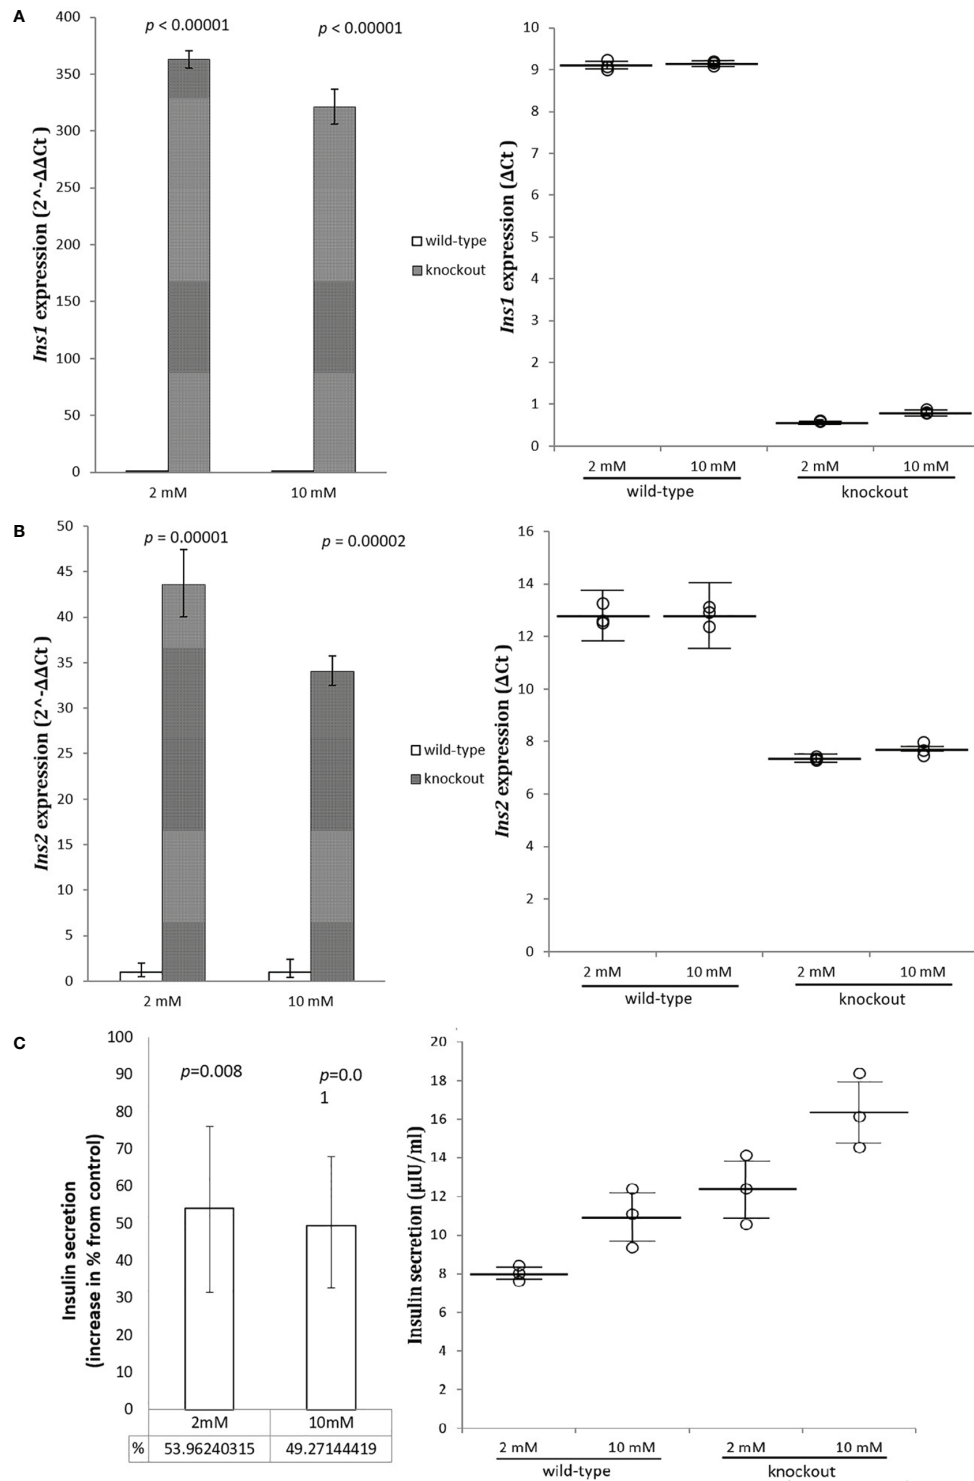 A
Ins1 expression (2^-ΔΔCt )
400
350
300
250
200
150
100
50
0
p < 0.00001
p < 0.00001
2 mM
10 mM
wild-type
knockout
Ins1 expression (ΔCt)
10
9
8
7
6
5
4
3
2
1
0
2 mM
10 mM
2 mM
10 mM
wild-type
knockout
B
Ins2 expression (2^-ΔΔCt )
50
45
40
35
30
25
20
15
10
5
0
p = 0.00001
p = 0.00002
2 mM
10 mM
wild-type
knockout
Ins2 expression (ΔCt)
16
14
12
10
8
6
4
2
0
2 mM
10 mM
2 mM
10 mM
wild-type
knockout
C
Insulin secretion
(increase in % from control)
100
90
80
70
60
50
40
30
20
10
0
p=0.008
p=0.0
1
2mM
10mM
%
53.96240315
49.27144419
Insulin secretion (µIU/ml)
20
18
16
14
12
10
8
6
4
2
0
2 mM
10 mM
2 mM
10 mM
wild-type
knockout